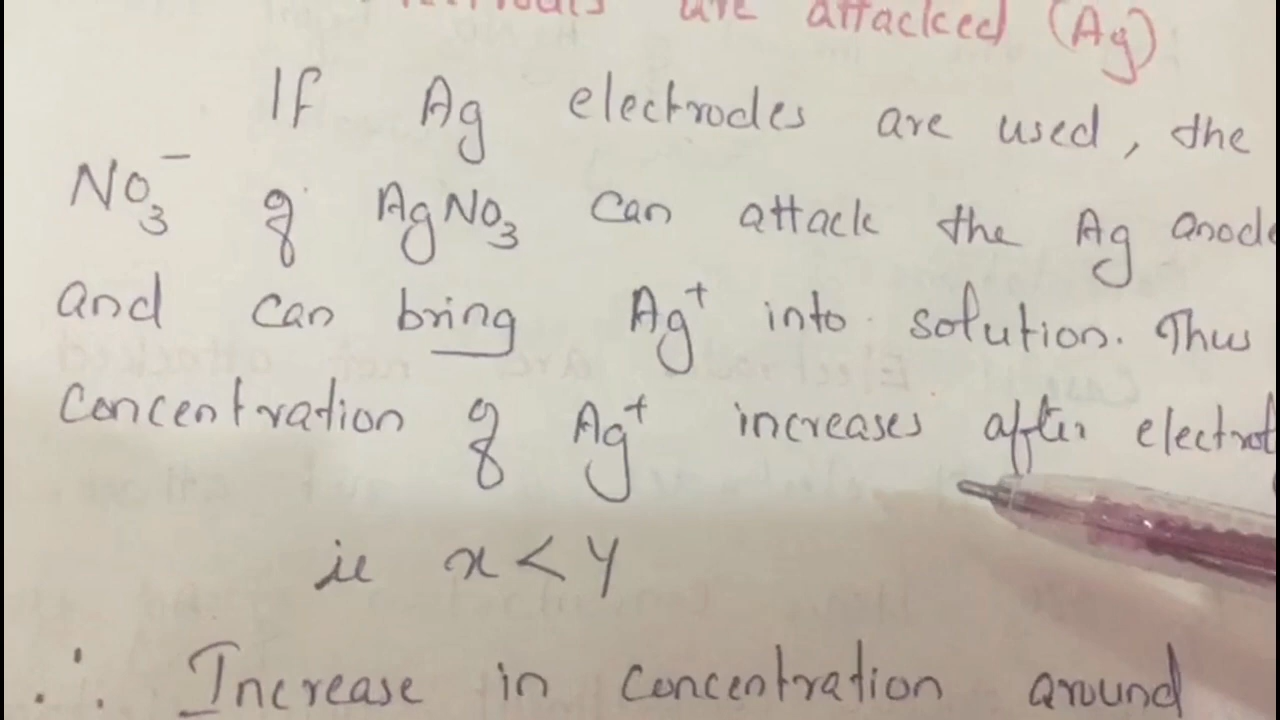 are attacked (Ag)
If Ag electrodes are used, the
NO₃⁻ of AgNO₃ can attack the Ag anode
and can bring Ag⁺ into solution. Thus
concentration of Ag⁺ increases after electrol
ie x < y
∴ Increase in concentration around